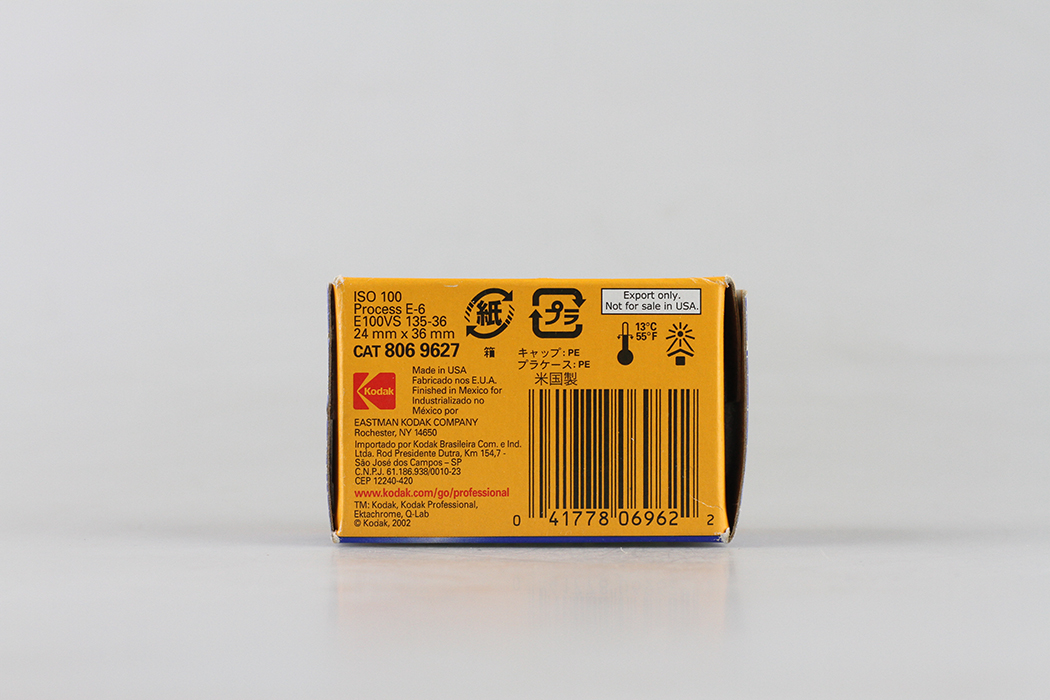 ISO 100
Process E-6
E100VS 135-36
24 mm x 36 mm
CAT 806 9627
紙
箱
プラ
キャップ : PE
プラケース : PE
米国製
Export only.
Not for sale in USA.
13°C
55°F
Kodak
Made in USA
Fabricado nos E.U.A.
Finished in Mexico for
Industrializado no
México por
EASTMAN KODAK COMPANY
Rochester, NY 14650
Importado por Kodak Brasileira Com. e Ind.
Ltda. Rod Presidente Dutra, Km 154,7 -
São José dos Campos – SP
C.N.P.J. 61.186.938/0010-23
CEP 12240-420
www.kodak.com/go/professional
TM: Kodak, Kodak Professional,
Ektachrome, Q-Lab
© Kodak, 2002
0 41778 06962 2